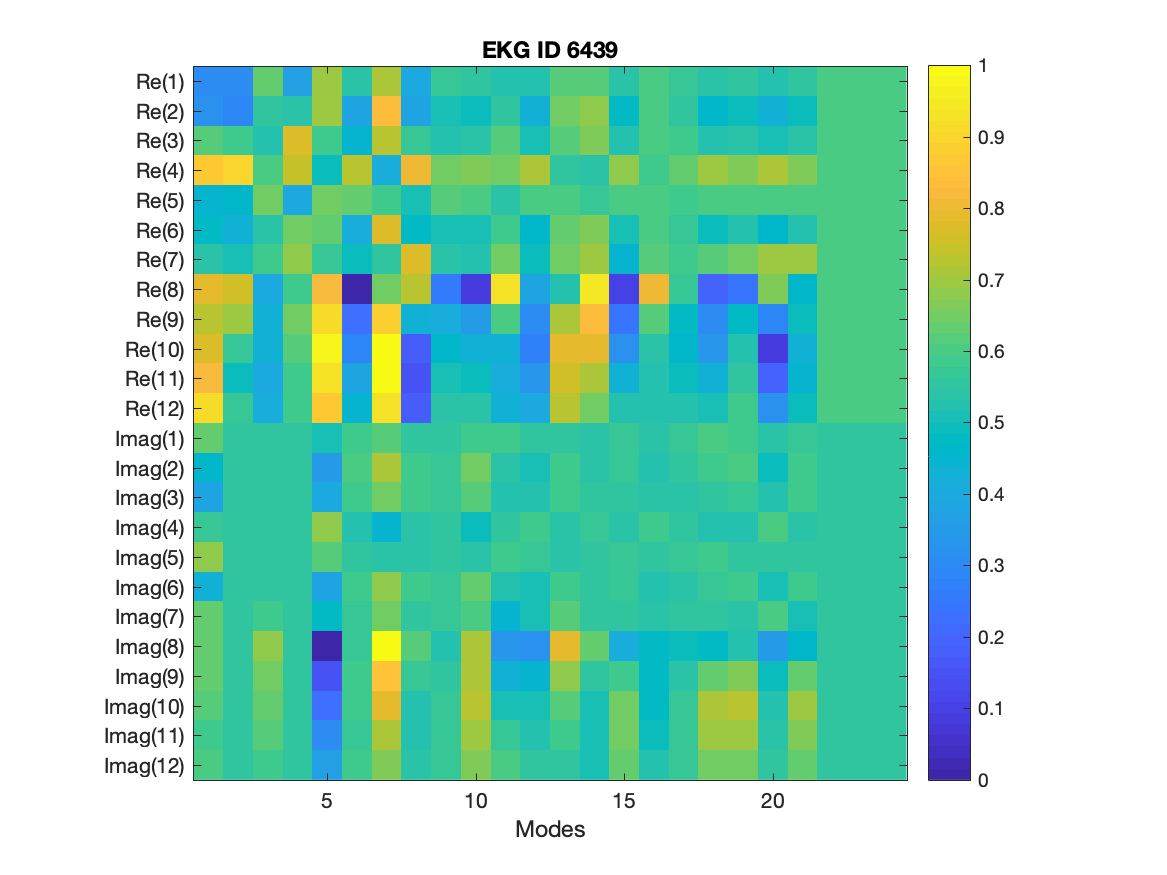 EKG ID 6439
Re(1)
Re(2)
Re(3)
Re(4)
Re(5)
Re(6)
Re(7)
Re(8)
Re(9)
Re(10)
Re(11)
Re(12)
Imag(1)
Imag(2)
Imag(3)
Imag(4)
Imag(5)
Imag(6)
Imag(7)
Imag(8)
Imag(9)
Imag(10)
Imag(11)
Imag(12)
5 10 15 20
Modes
1
0.9
0.8
0.7
0.6
0.5
0.4
0.3
0.2
0.1
0